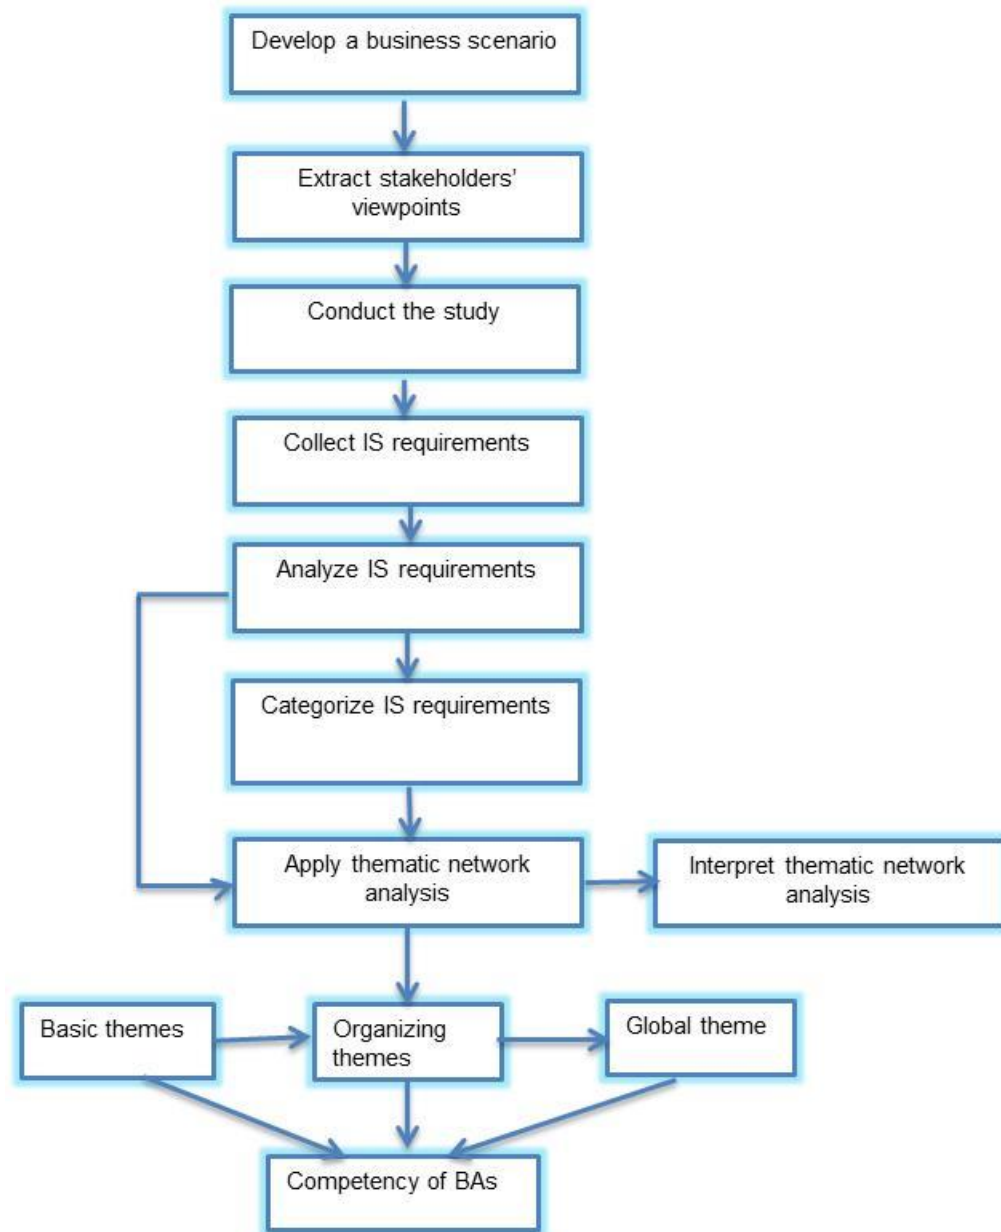 Develop a business scenario
Extract stakeholders’
viewpoints
Conduct the study
Collect IS requirements
Analyze IS requirements
Categorize IS requirements
Apply thematic network
analysis
Interpret thematic network
analysis
Basic themes
Organizing
themes
Global theme
Competency of BAs